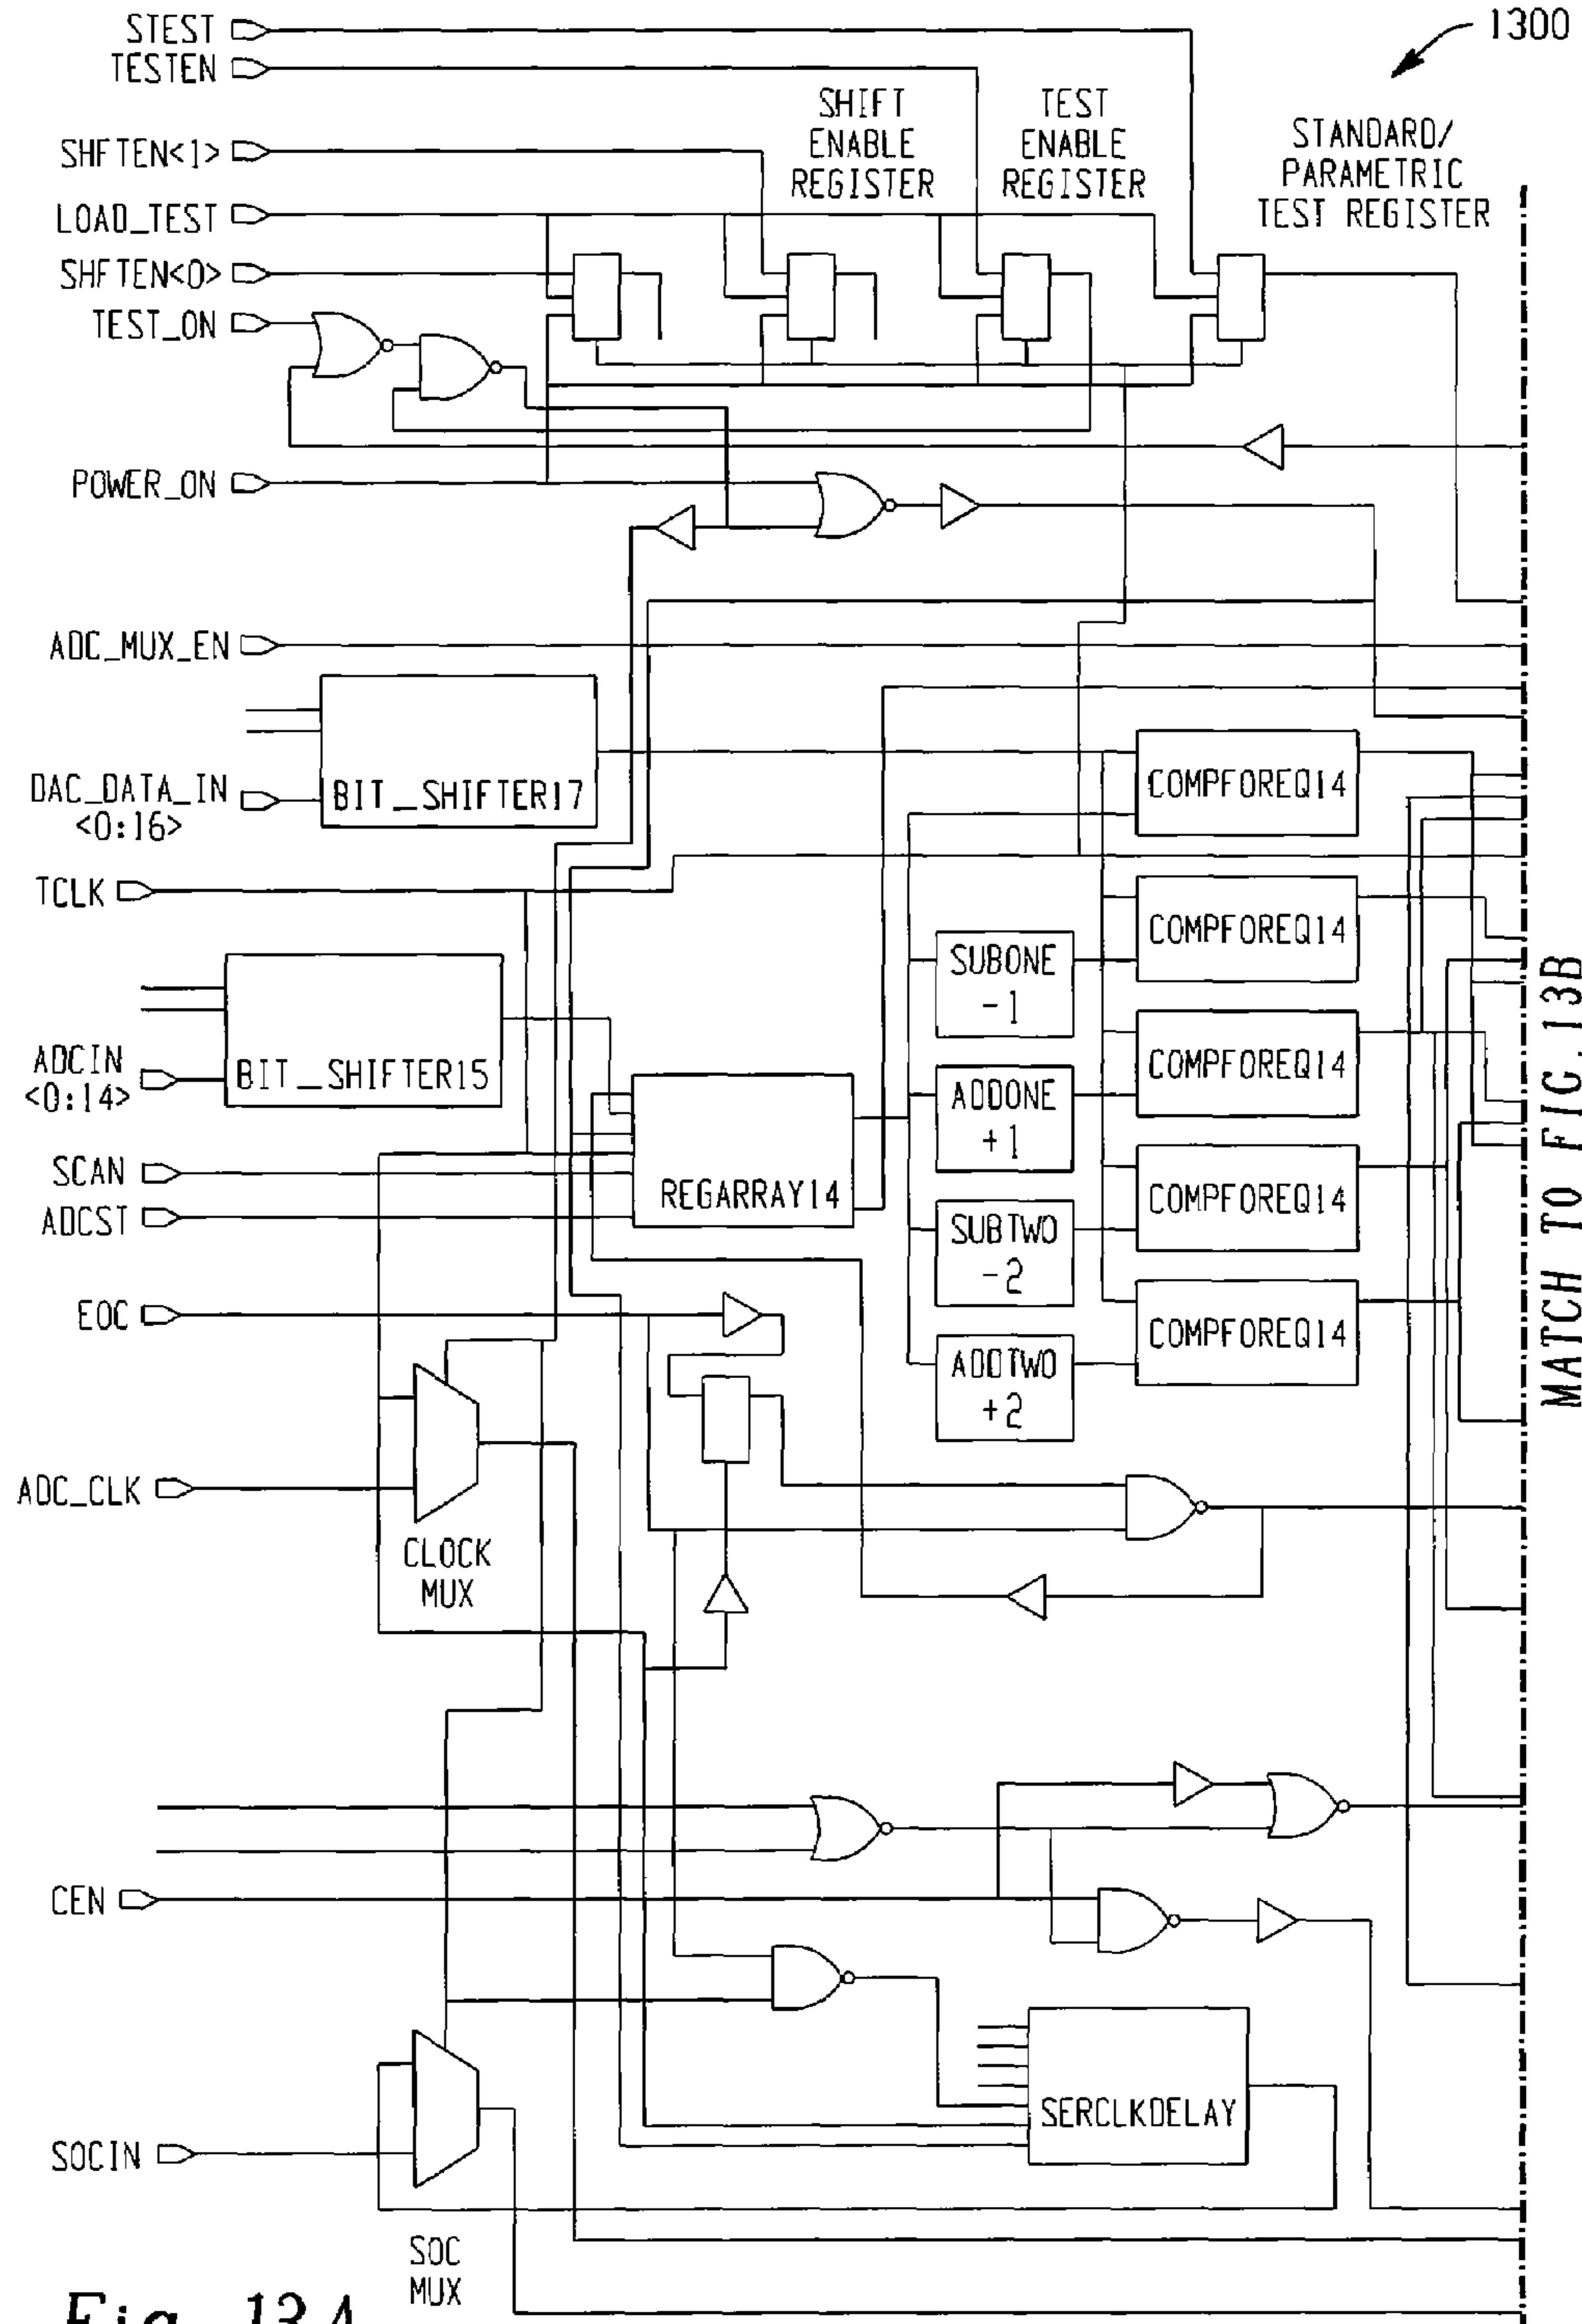 1300
STEST
TESTEN
SHFTEN<1>
LOAD_TEST
SHFTEN<0>
TEST_ON
SHIFT
ENABLE
REGISTER
TEST
ENABLE
REGISTER
STANDARD/
PARAMETRIC
TEST REGISTER
POWER_ON
ADC_MUX_EN
BIT_SHIFTER17
DAC_DATA_IN
<0:16>
TCLK
BIT_SHIFTER15
ADCIN
<0:14>
SCAN
ADCST
REGARRAY14
SUBONE
-1
ADDONE
+1
SUBTWO
-2
ADDTWO
+2
COMPFOREQ14
COMPFOREQ14
COMPFOREQ14
COMPFOREQ14
COMPFOREQ14
EOC
ADC_CLK
CLOCK
MUX
CEN
SERCLKDELAY
SOCIN
SOC
MUX
MATCH TO FIG. 13B
Fig. 13A